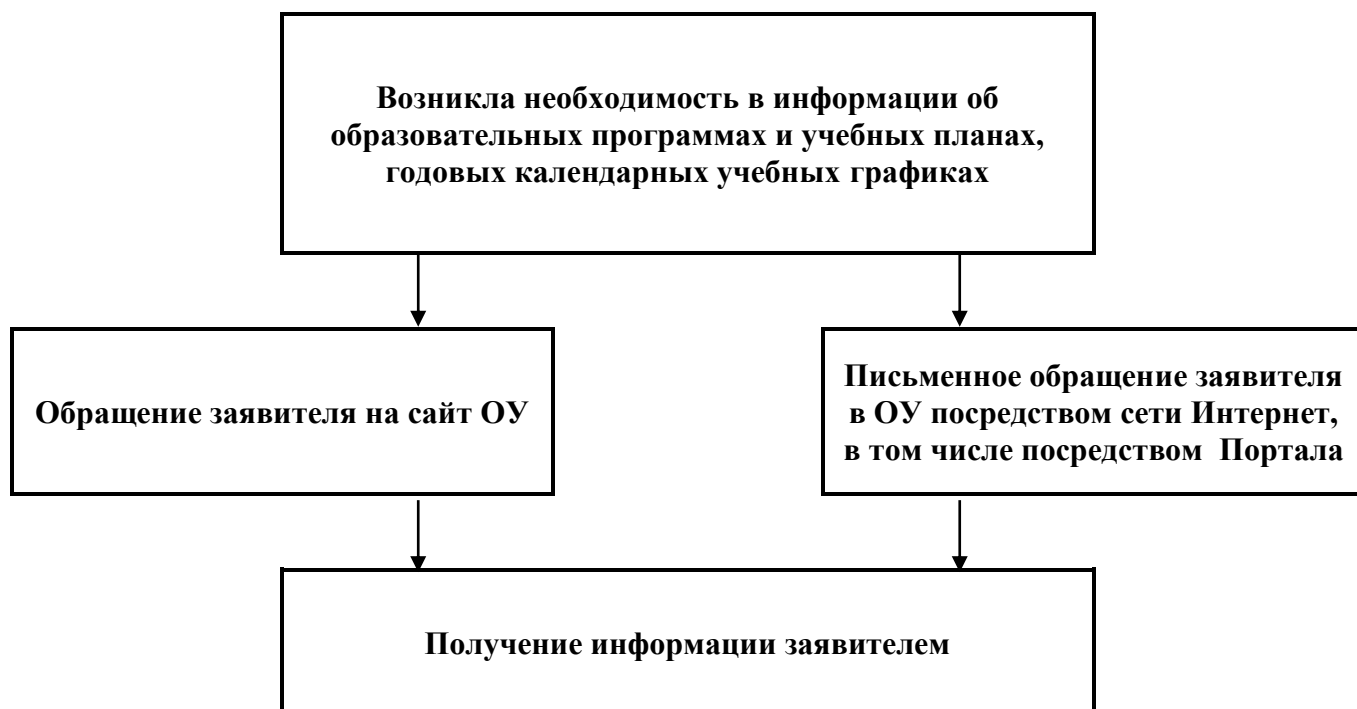 Возникла необходимость в информации об
образовательных программах и учебных планах,
годовых календарных учебных графиках
Обращение заявителя на сайт ОУ
Письменное обращение заявителя
в ОУ посредством сети Интернет,
в том числе посредством Портала
Получение информации заявителем